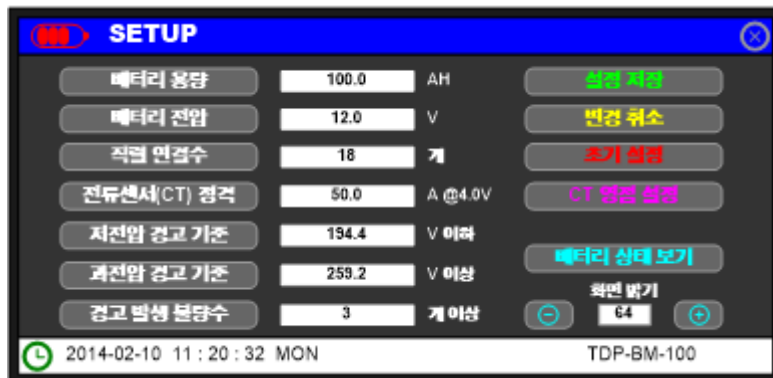 SETUP
배터리 용량 100.0 AH 설정 저장
배터리 전압 12.0 V 변경 취소
직렬 연결수 18 개 초기 설정
전류센서(CT) 정격 50.0 A @4.0V CT 영점 설정
저전압 경고 기준 194.4 V 이하
과전압 경고 기준 259.2 V 이상 배터리 상태 보기
경고 발생 불량수 3 개 이상 화면 밝기
64
2014-02-10 11 : 20 : 32 MON TDP-BM-100